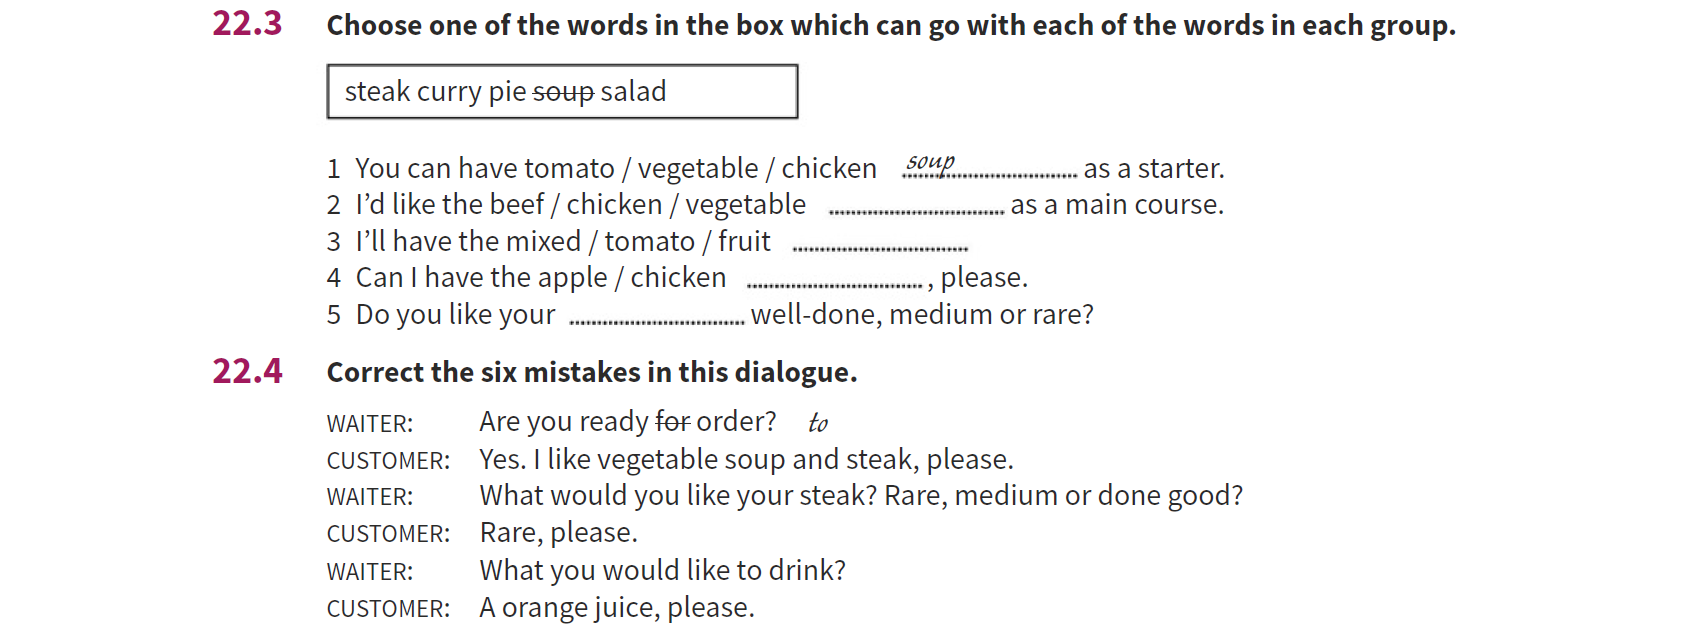 22.3 Choose one of the words in the box which can go with each of the words in each group.
steak curry pie soup salad
1 You can have tomato / vegetable / chicken soup as a starter.
2 I'd like the beef / chicken / vegetable ............ as a main course.
3 I'll have the mixed / tomato / fruit ............
4 Can I have the apple / chicken ............, please.
5 Do you like your ............ well-done, medium or rare?
22.4 Correct the six mistakes in this dialogue.
WAITER: Are you ready for order? to
CUSTOMER: Yes. I like vegetable soup and steak, please.
WAITER: What would you like your steak? Rare, medium or done good?
CUSTOMER: Rare, please.
WAITER: What you would like to drink?
CUSTOMER: A orange juice, please.